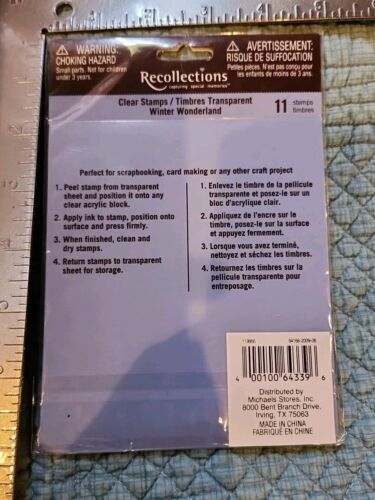 WARNING:
CHOKING HAZARD
Small parts. Not for children
under 3 years.
Recollections
capturing special memories
AVERTISSEMENT:
RISQUE DE SUFFOCATION
Petites pièces. N'est pas conçu pour
les enfants de moins de 3 ans.
Clear Stamps / Timbres Transparent
Winter Wonderland
11 stamps
timbres
Perfect for scrapbooking, card making or any other craft project
1. Peel stamp from transparent
sheet and position it onto any
clear acrylic block.
2. Apply ink to stamp, position onto
surface and press firmly.
3. When finished, clean and
dry stamps.
4. Return stamps to transparent
sheet for storage.
1. Enlevez le timbre de la pellicule
transparente et posez-le sur un
bloc d'acrylique clair.
2. Appliquez de l'encre sur le
timbre, posez-le sur la surface
et appuyez fermement.
3. Lorsque vous avez terminé,
nettoyez et séchez les timbres.
4. Retournez les timbres sur la
pellicule transparente pour
entreposage.
4 00100 64339 6
Distributed by
Michaels Stores, Inc.
8000 Bent Branch Drive,
Irving, TX 75063
MADE IN CHINA
FABRIQUÉ EN CHINE